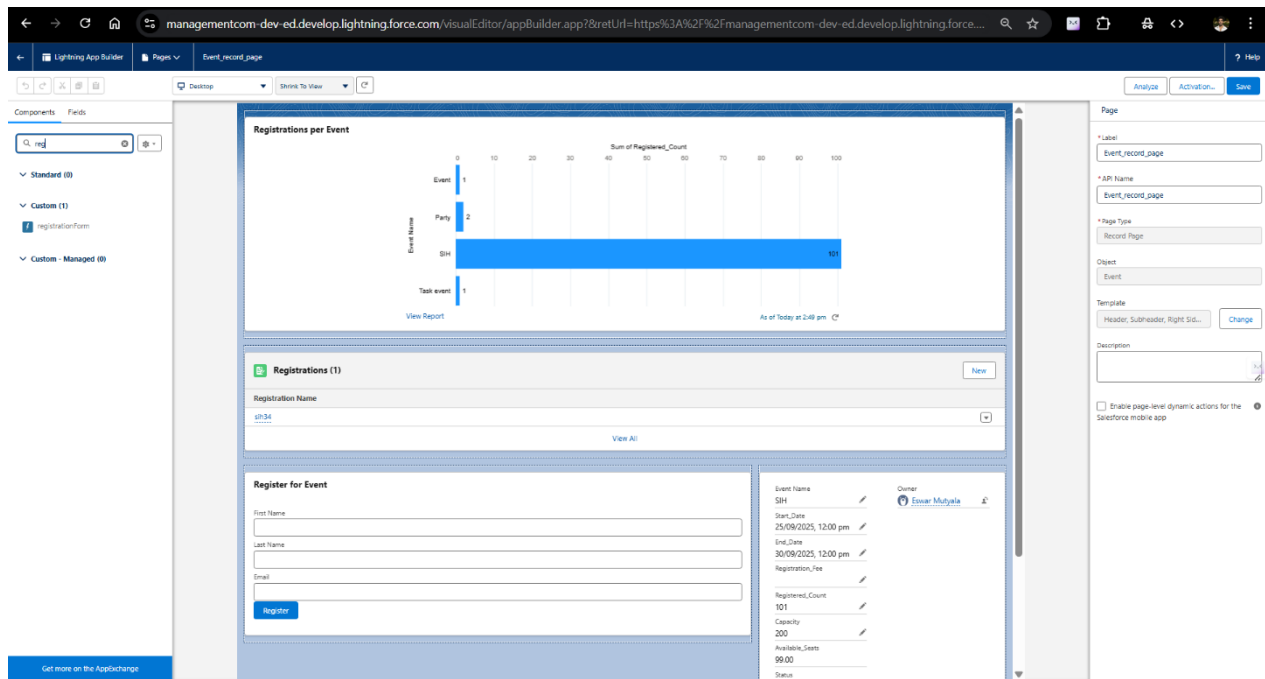 managementcom-dev-ed.develop.lightning.force.com/visualEditor/appBuilder.app?&retUrl=https%3A%2F%2Fmanagementcom-dev-ed.develop.lightning.force....
Lightning App Builder
Pages
Event_record_page
? Help
Desktop
Shrink To View
Analyze
Activation...
Save
Components
Fields
reg
Standard (0)
Custom (1)
registrationForm
Custom - Managed (0)
Get more on the AppExchange
Registrations per Event
Sum of Registered_Count
0 10 20 30 40 50 60 70 80 90 100
Event Name
Event 1
Party 2
SIH 101
Task event 1
View Report
As of Today at 2:49 pm
Registrations (1)
New
Registration Name
sih34
View All
Register for Event
First Name
Last Name
Email
Register
Event Name
SIH
Owner
Eswar Mutyala
Start_Date
25/09/2025, 12:00 pm
End_Date
30/09/2025, 12:00 pm
Registration_Fee
Registered_Count
101
Capacity
200
Available_Seats
99.00
Status
Page
*Label
Event_record_page
*API Name
Event_record_page
*Page Type
Record Page
Object
Event
Template
Header, Subheader, Right Sid...
Change
Description
Enable page-level dynamic actions for the
Salesforce mobile app